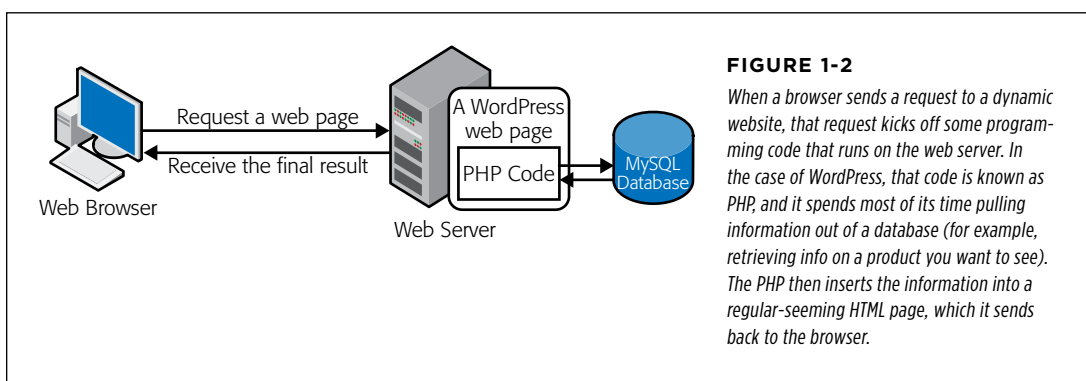 Request a web page
Receive the final result
Web Browser
A WordPress
web page
PHP Code
Web Server
MySQL
Database
FIGURE 1-2
When a browser sends a request to a dynamic
website, that request kicks off some program-
ming code that runs on the web server. In
the case of WordPress, that code is known as
PHP, and it spends most of its time pulling
information out of a database (for example,
retrieving info on a product you want to see).
The PHP then inserts the information into a
regular-seeming HTML page, which it sends
back to the browser.